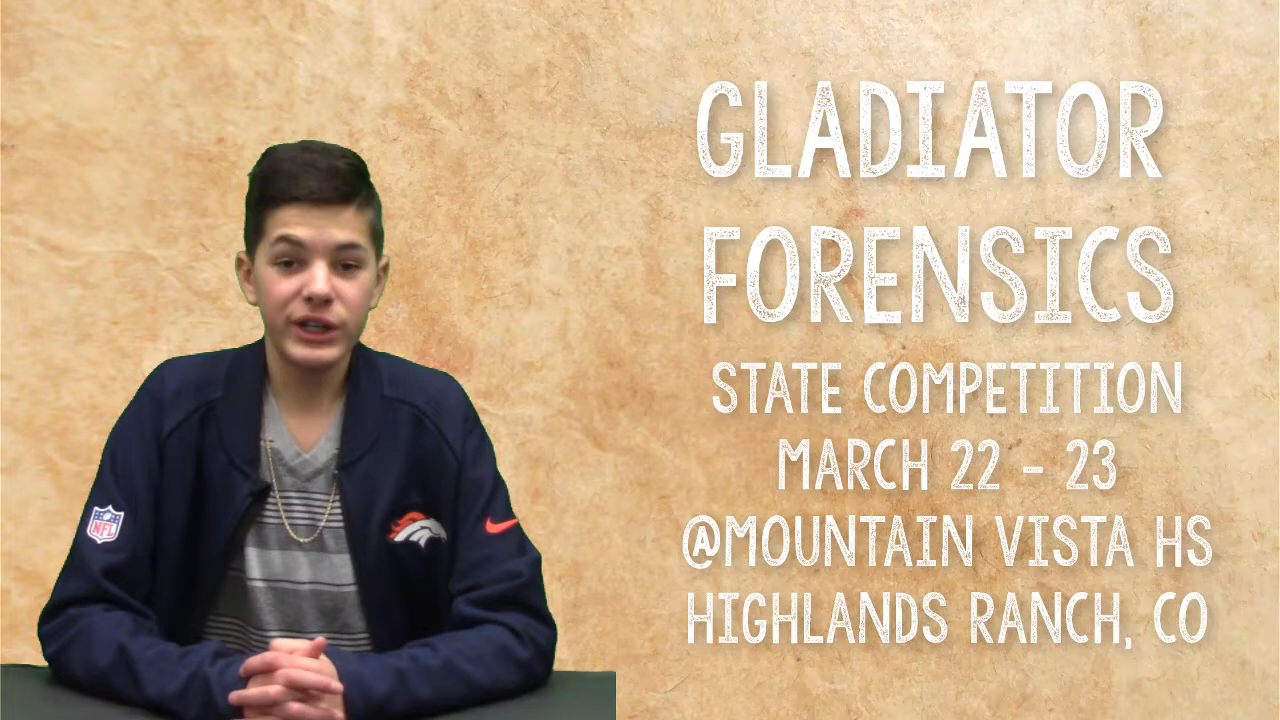 GLADIATOR
FORENSICS
STATE COMPETITION
MARCH 22 - 23
@MOUNTAIN VISTA HS
HIGHLANDS RANCH, CO
NFL